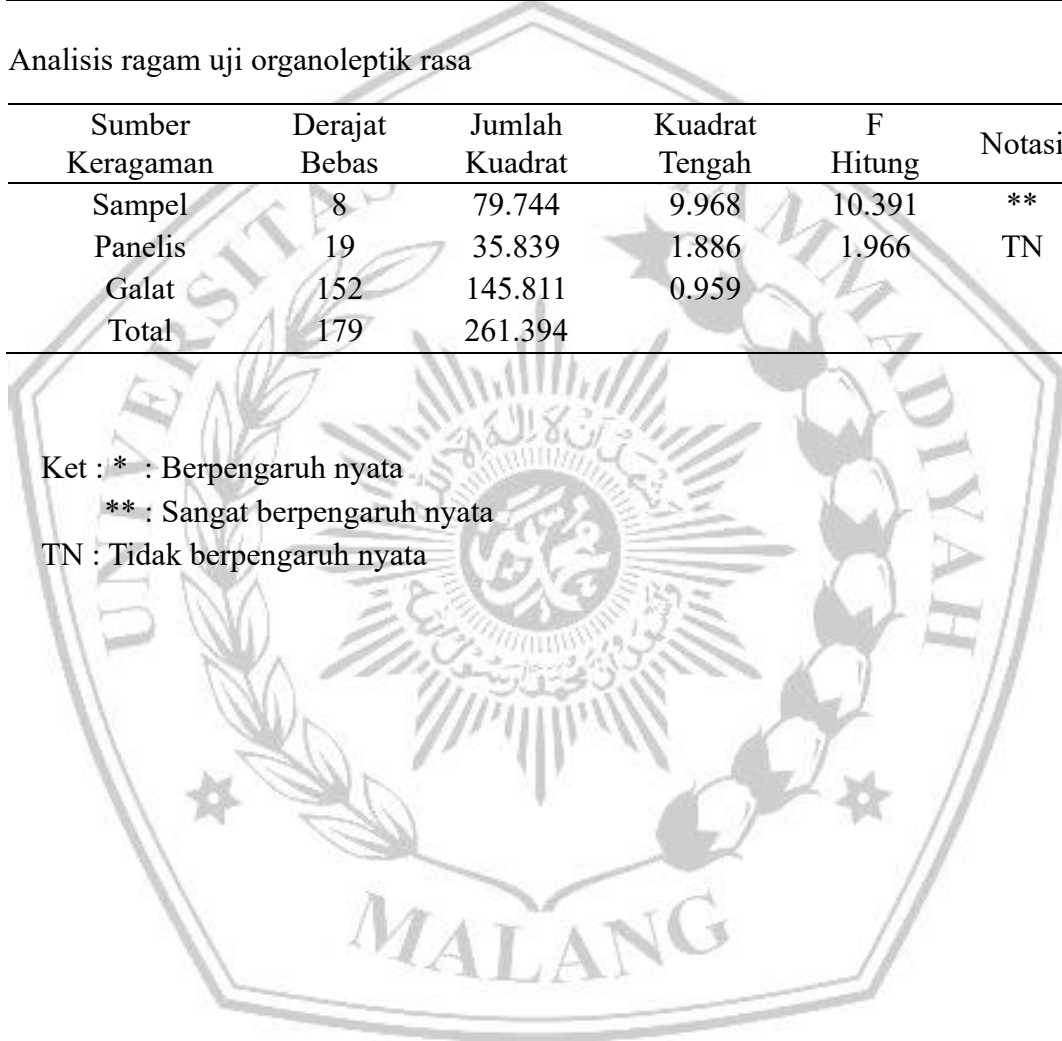 Analisis ragam uji organoleptik rasa
Sumber Keragaman Derajat Bebas Jumlah Kuadrat Kuadrat Tengah F Hitung Notasi
Sampel 8 79.744 9.968 10.391 **
Panelis 19 35.839 1.886 1.966 TN
Galat 152 145.811 0.959
Total 179 261.394
Ket : * : Berpengaruh nyata
** : Sangat berpengaruh nyata
TN : Tidak berpengaruh nyata
UNIVERSITAS MUHAMMADIYAH
MALANG